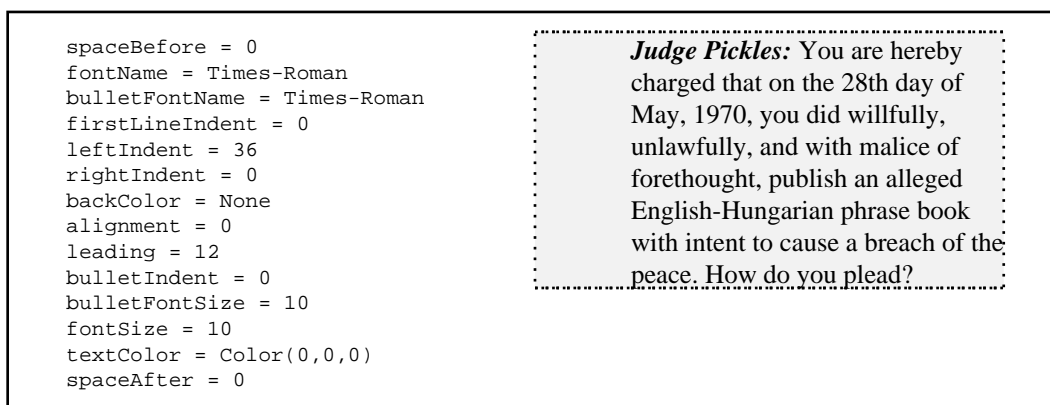 spaceBefore = 0
fontName = Times-Roman
bulletFontName = Times-Roman
firstLineIndent = 0
leftIndent = 36
rightIndent = 0
backColor = None
alignment = 0
leading = 12
bulletIndent = 0
bulletFontSize = 10
fontSize = 10
textColor = Color(0,0,0)
spaceAfter = 0
Judge Pickles: You are hereby
charged that on the 28th day of
May, 1970, you did willfully,
unlawfully, and with malice of
forethought, publish an alleged
English-Hungarian phrase book
with intent to cause a breach of the
peace. How do you plead?